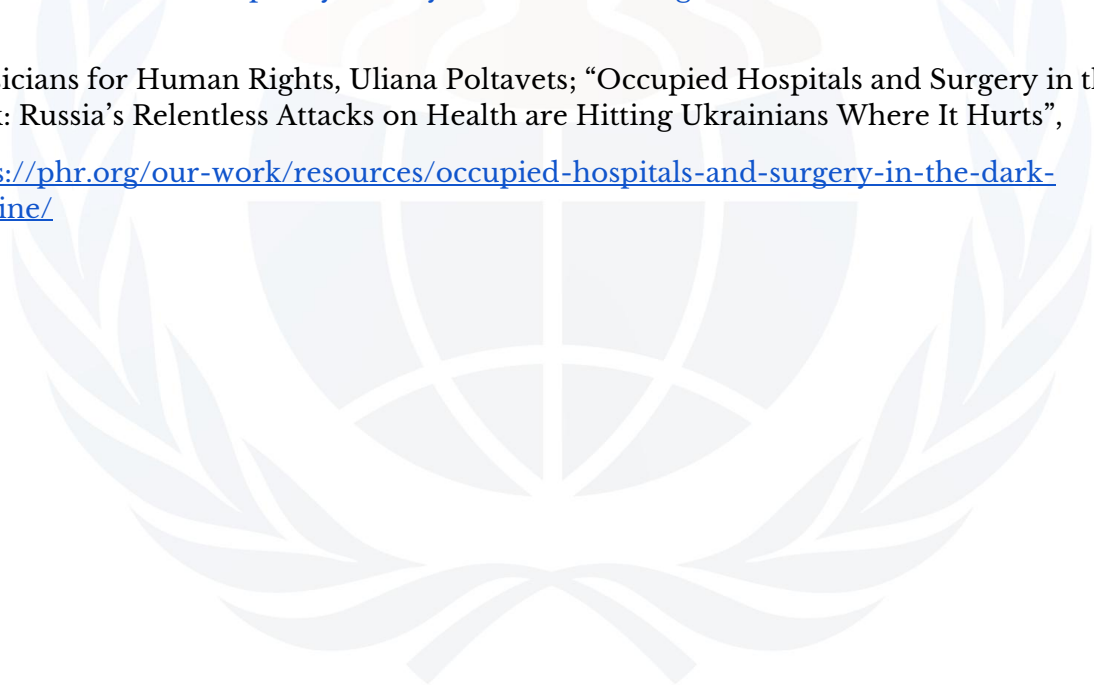 icians for Human Rights, Uliana Poltavets; “Occupied Hospitals and Surgery in th
: Russia’s Relentless Attacks on Health are Hitting Ukrainians Where It Hurts”,
s://phr.org/our-work/resources/occupied-hospitals-and-surgery-in-the-dark-
ine/